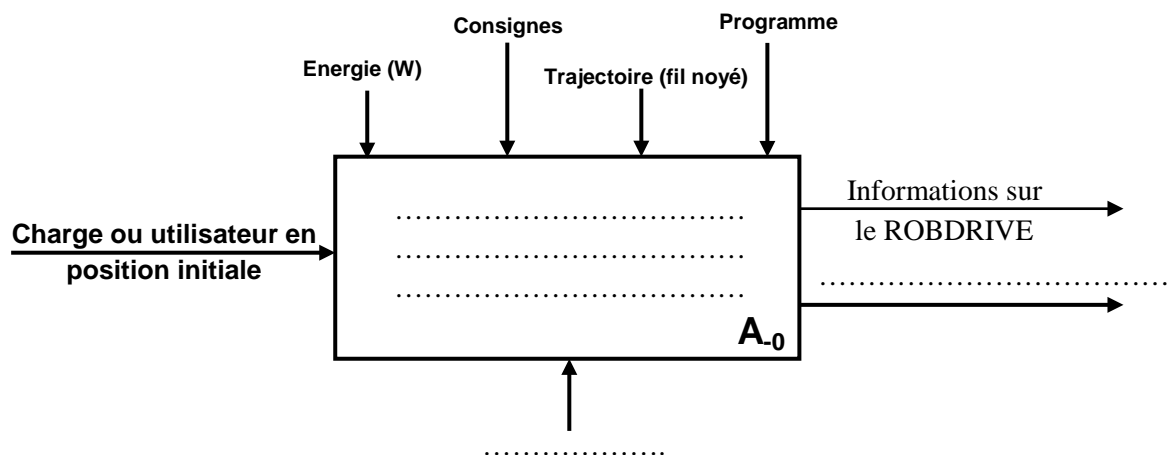 Consignes
Programme
Energie (W)
Trajectoire (fil noyé)
Charge ou utilisateur en
position initiale
…………………………………
…………………………………
…………………………………
A-0
Informations sur
le ROBDRIVE
…………………………………
………………